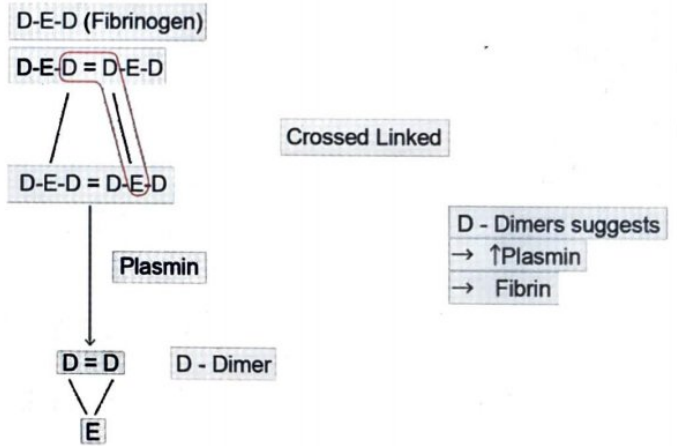 D-E-D (Fibrinogen)
D-E-D = D-E-D
Crossed Linked
D-E-D = D-E-D
D - Dimers suggests
→ ↑Plasmin
→ Fibrin
Plasmin
D = D
D - Dimer
E